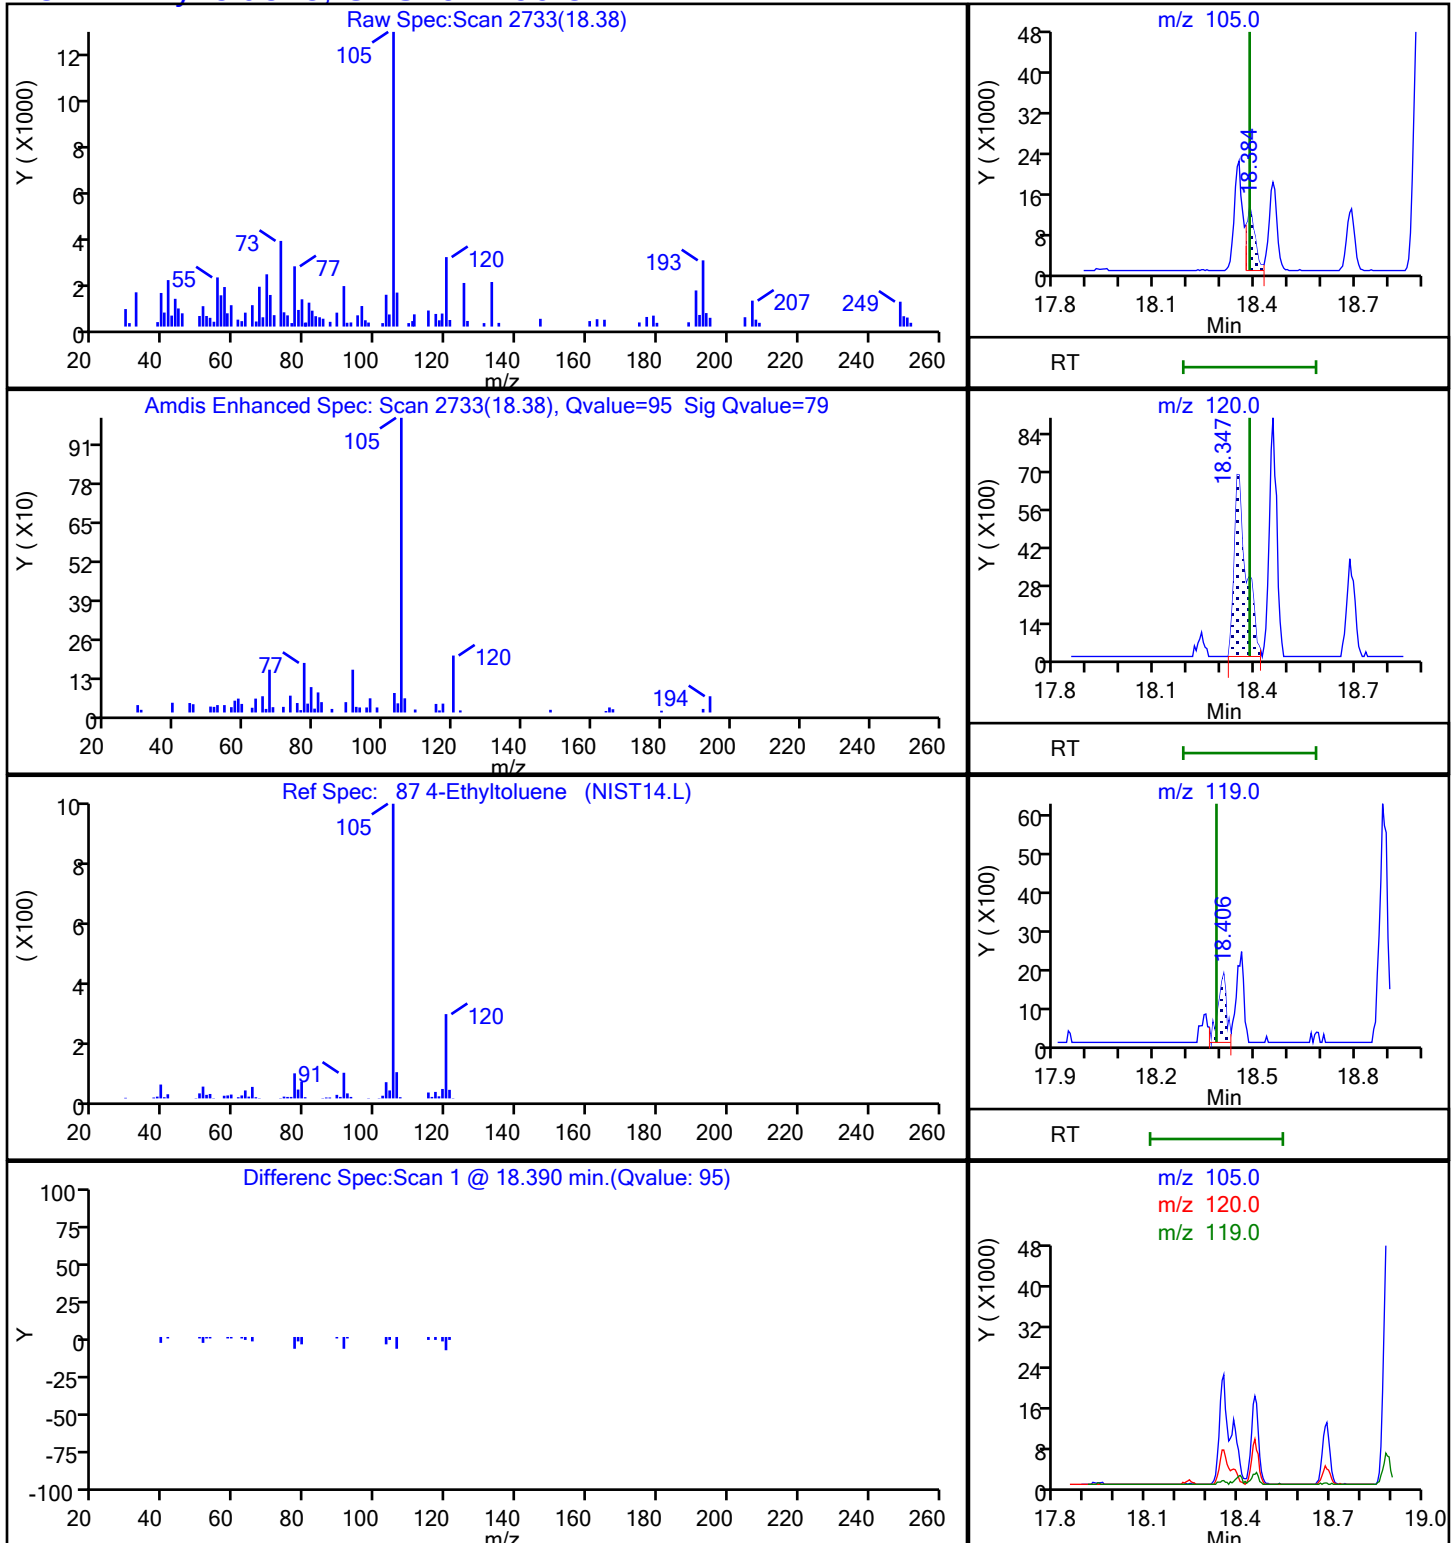 Raw Spec:Scan 2733(18.38)
Y ( X1000)
12
10
8
6
4
2
0
105
73
55
77
120
193
207
249
20 40 60 80 100 120 140 160 180 200 220 240 260
m/z
m/z 105.0
Y ( X1000)
48
40
32
24
16
8
0
18.384
17.8 18.1 18.4 18.7
Min
RT
Amdis Enhanced Spec: Scan 2733(18.38), Qvalue=95 Sig Qvalue=79
Y ( X10)
91
78
65
52
39
26
13
0
105
77
120
194
20 40 60 80 100 120 140 160 180 200 220 240 260
m/z
m/z 120.0
Y ( X100)
84
70
56
42
28
14
0
18.347
17.8 18.1 18.4 18.7
Min
RT
Ref Spec: 87 4-Ethyltoluene (NIST14.L)
( X100)
10
8
6
4
2
0
105
91
120
20 40 60 80 100 120 140 160 180 200 220 240 260
m/z 119.0
Y ( X100)
60
50
40
30
20
10
0
18.406
17.9 18.2 18.5 18.8
Min
RT
Differenc Spec:Scan 1 @ 18.390 min.(Qvalue: 95)
Y
100
75
50
25
0
-25
-50
-75
-100
20 40 60 80 100 120 140 160 180 200 220 240 260
m/z
m/z 105.0
m/z 120.0
m/z 119.0
Y ( X1000)
48
40
32
24
16
8
0
17.8 18.1 18.4 18.7 19.0
Min